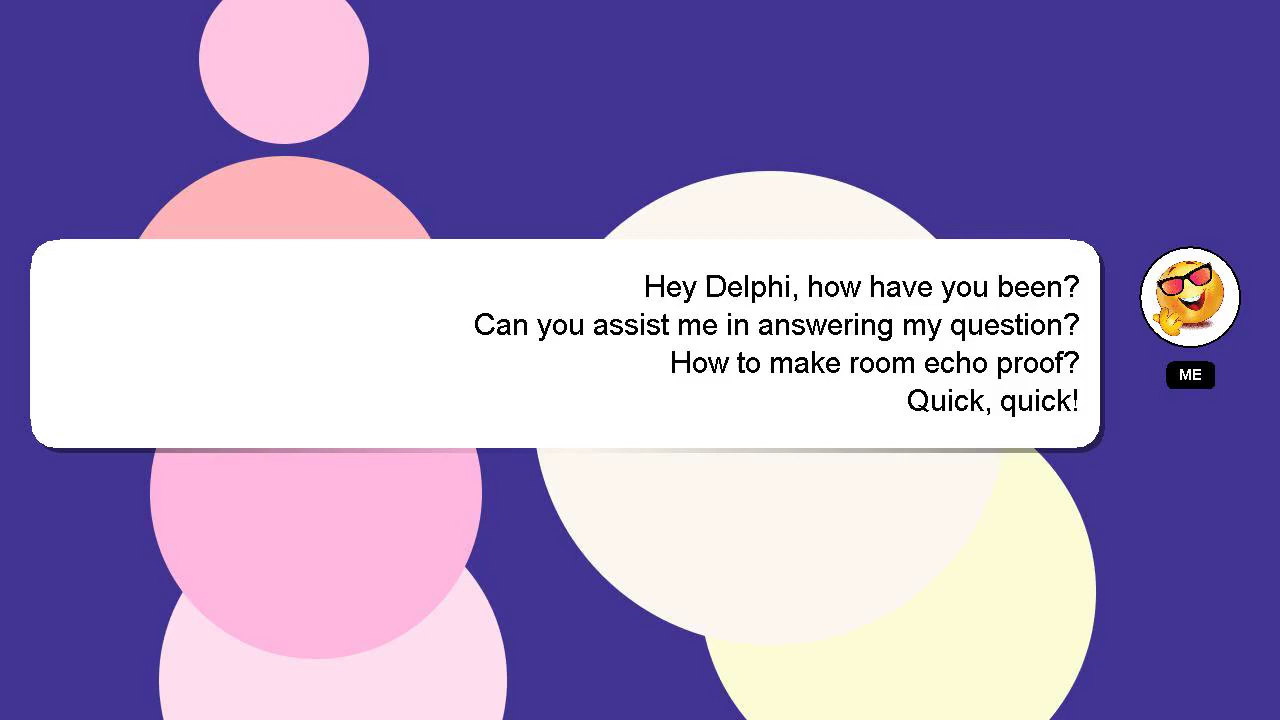 Hey Delphi, how have you been?
Can you assist me in answering my question?
How to make room echo proof?
Quick, quick!
ME